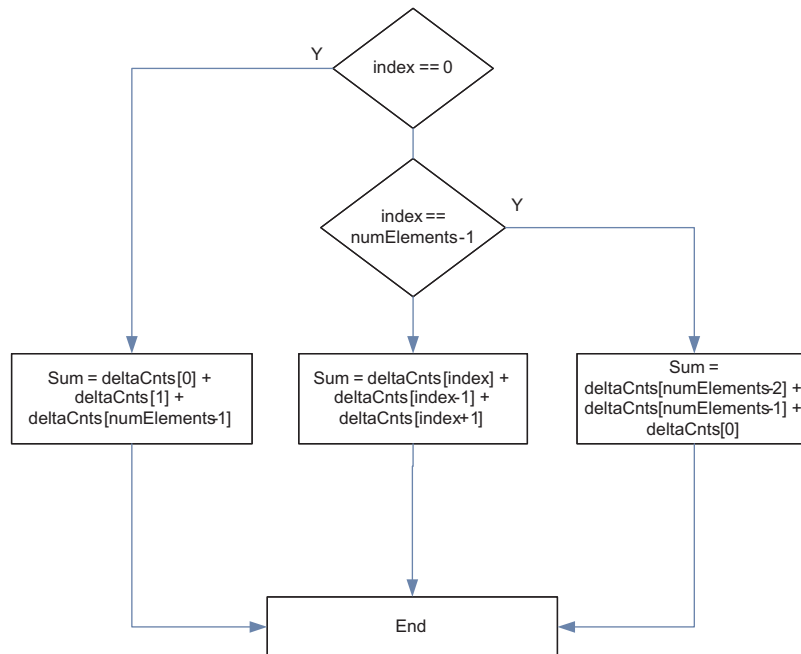 Y
index == 0
index ==
numElements-1
Y
Sum = deltaCnts[0] +
deltaCnts[1] +
deltaCnts[numElements-1]
Sum = deltaCnts[index] +
deltaCnts[index-1] +
deltaCnts[index+1]
Sum =
deltaCnts[numElements-2] +
deltaCnts[numElements-1] +
deltaCnts[0]
End